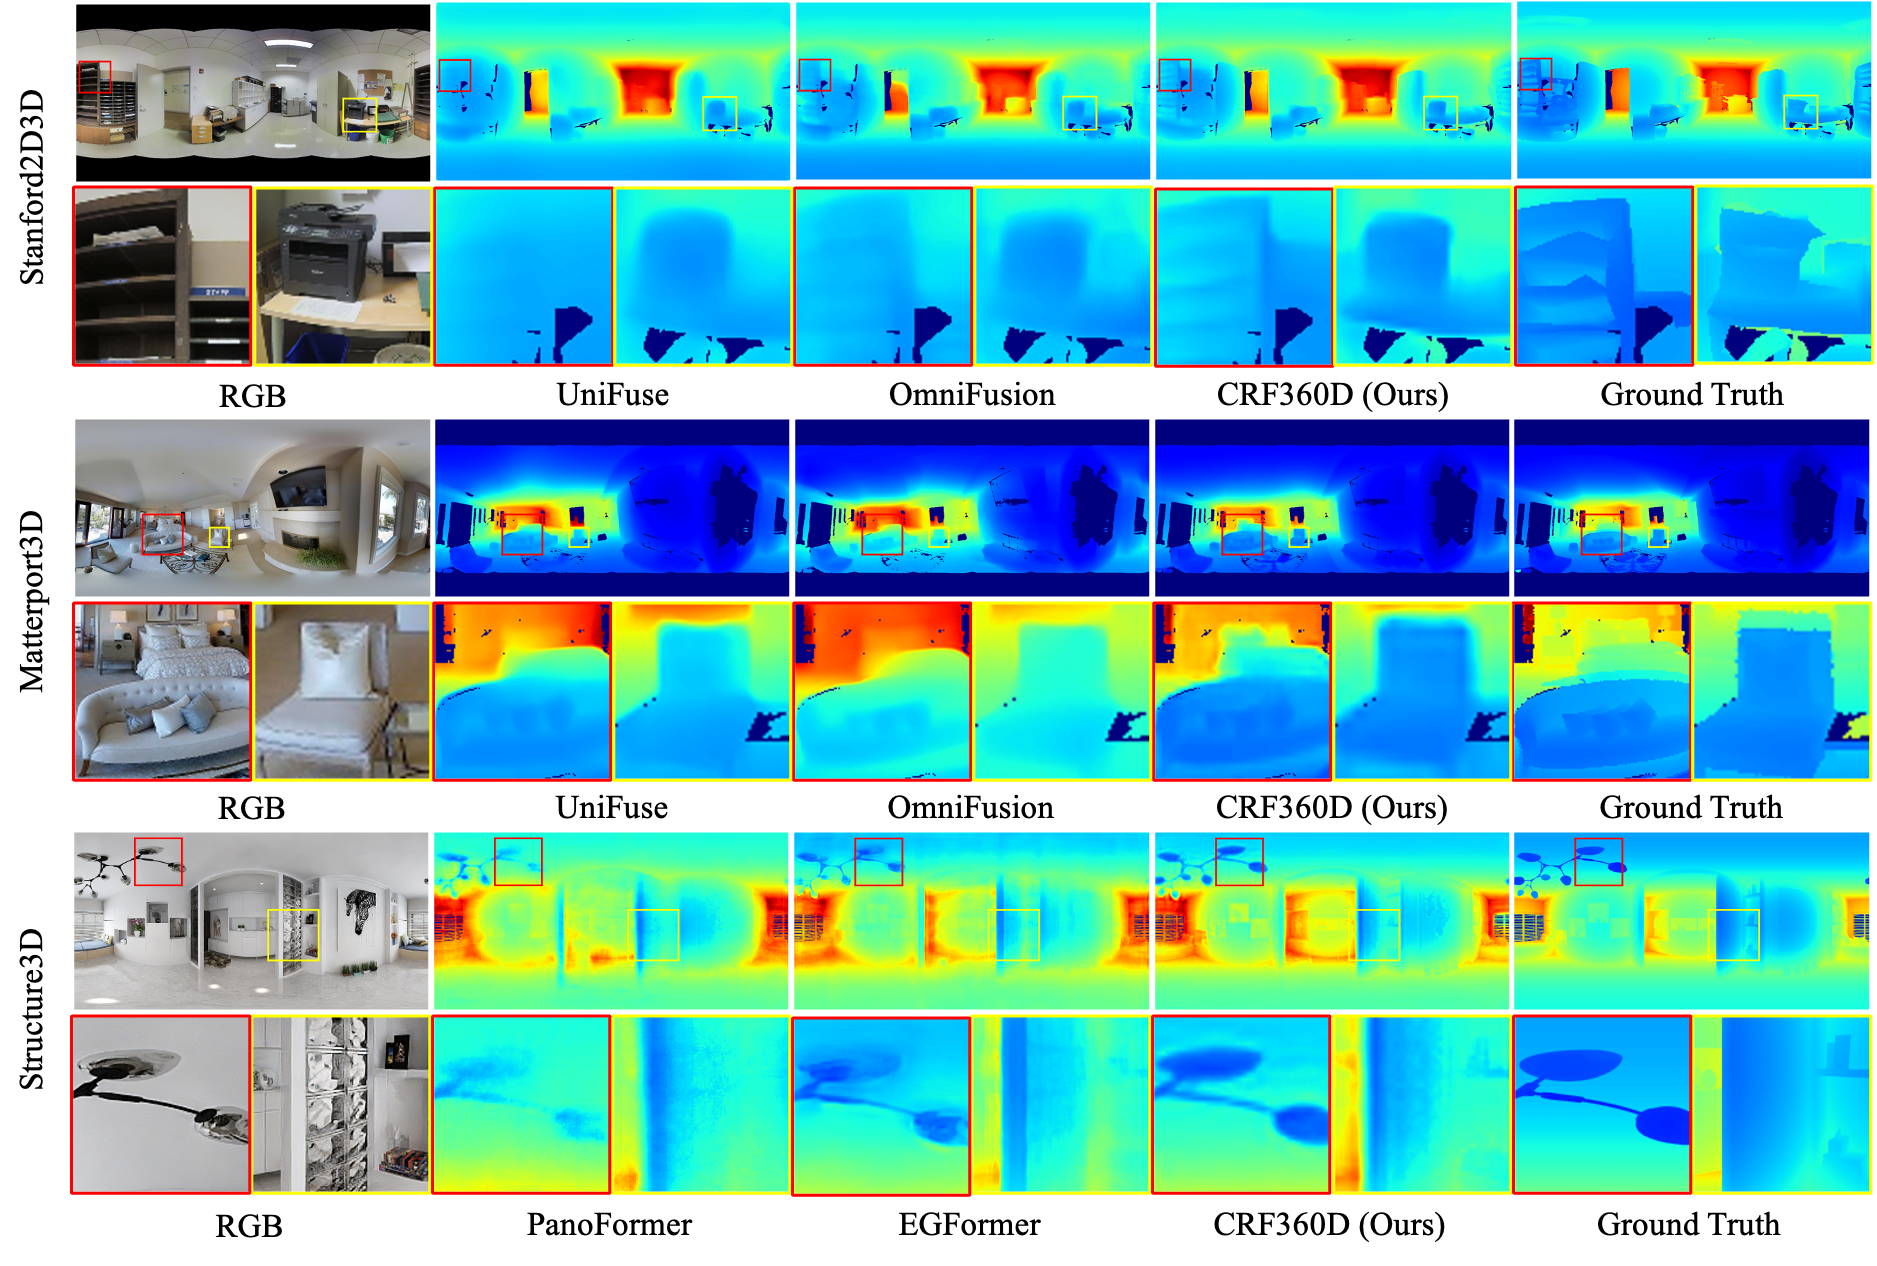 Stanford2D3D
RGB
UniFuse
OmniFusion
CRF360D (Ours)
Ground Truth
Matterport3D
RGB
UniFuse
OmniFusion
CRF360D (Ours)
Ground Truth
Structure3D
RGB
PanoFormer
EGFormer
CRF360D (Ours)
Ground Truth